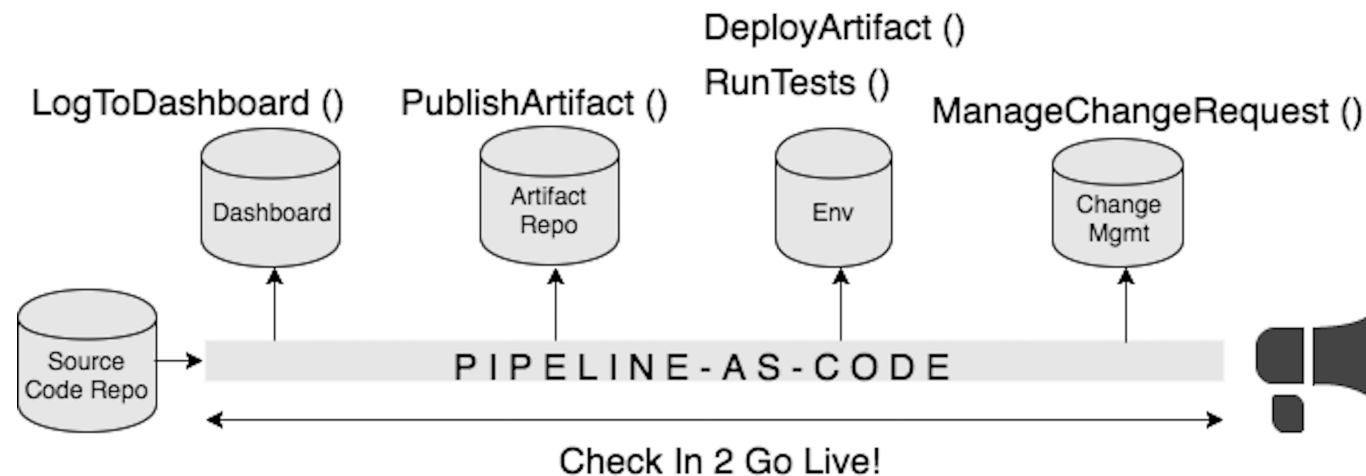 DeployArtifact ()
RunTests ()
LogToDashboard ()
PublishArtifact ()
ManageChangeRequest ()
Dashboard
Artifact
Repo
Env
Change
Mgmt
Source
Code Repo
PIPELINE-AS-CODE
Check In 2 Go Live!